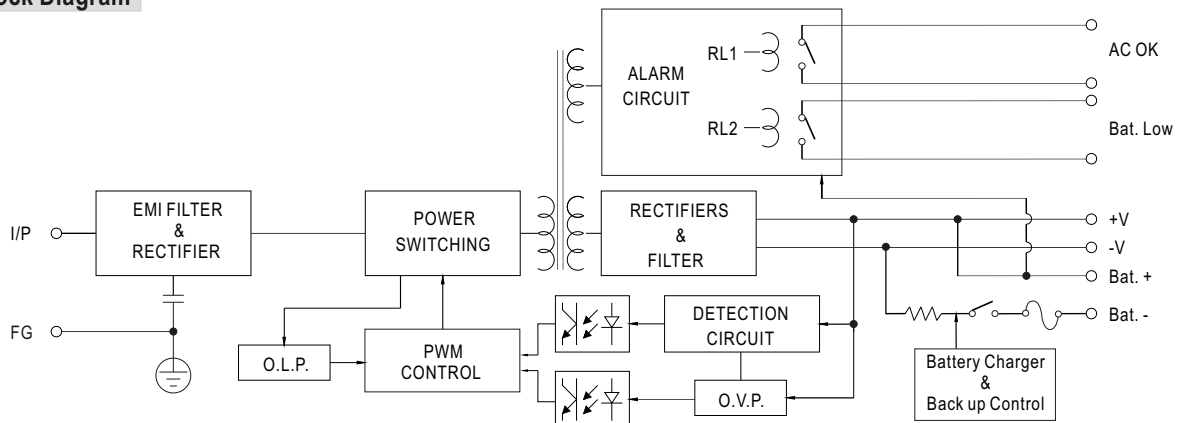 Diagram
RL1
AC OK
ALARM
CIRCUIT
RL2
Bat. Low
EMI FILTER
&
RECTIFIER
POWER
SWITCHING
RECTIFIERS
&
FILTER
I/P
+V
-V
Bat. +
Bat. -
FG
DETECTION
CIRCUIT
O.L.P.
PWM
CONTROL
O.V.P.
Battery Charger
&
Back up Control